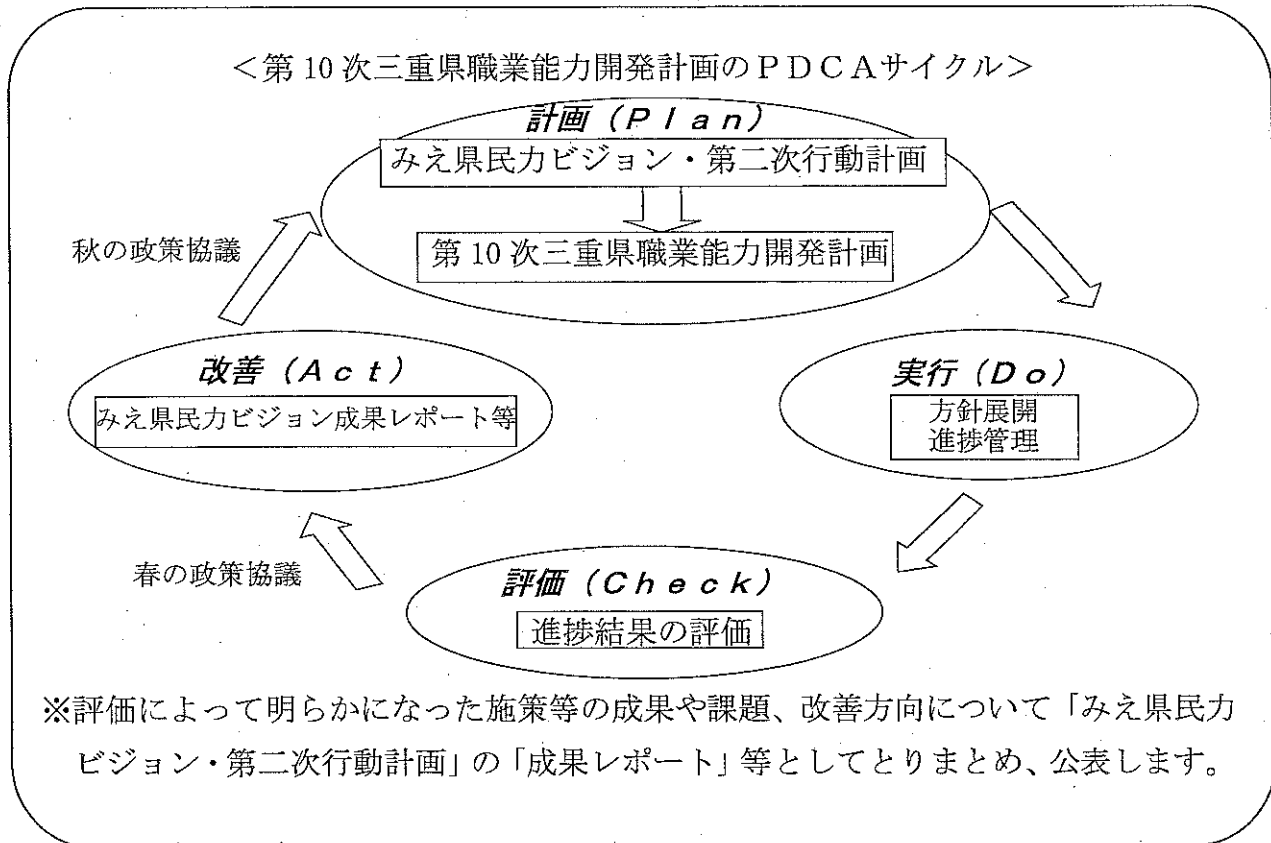 ＜第10次三重県職業能力開発計画のＰＤＣＡサイクル＞
計画（Ｐｌａｎ）
みえ県民力ビジョン・第二次行動計画
第10次三重県職業能力開発計画
秋の政策協議
改善（Ａｃｔ）
みえ県民力ビジョン成果レポート等
実行（Ｄｏ）
方針展開
進捗管理
春の政策協議
評価（Ｃｈｅｃｋ）
進捗結果の評価
※評価によって明らかになった施策等の成果や課題、改善方向について「みえ県民力
ビジョン・第二次行動計画」の「成果レポート」等としてとりまとめ、公表します。